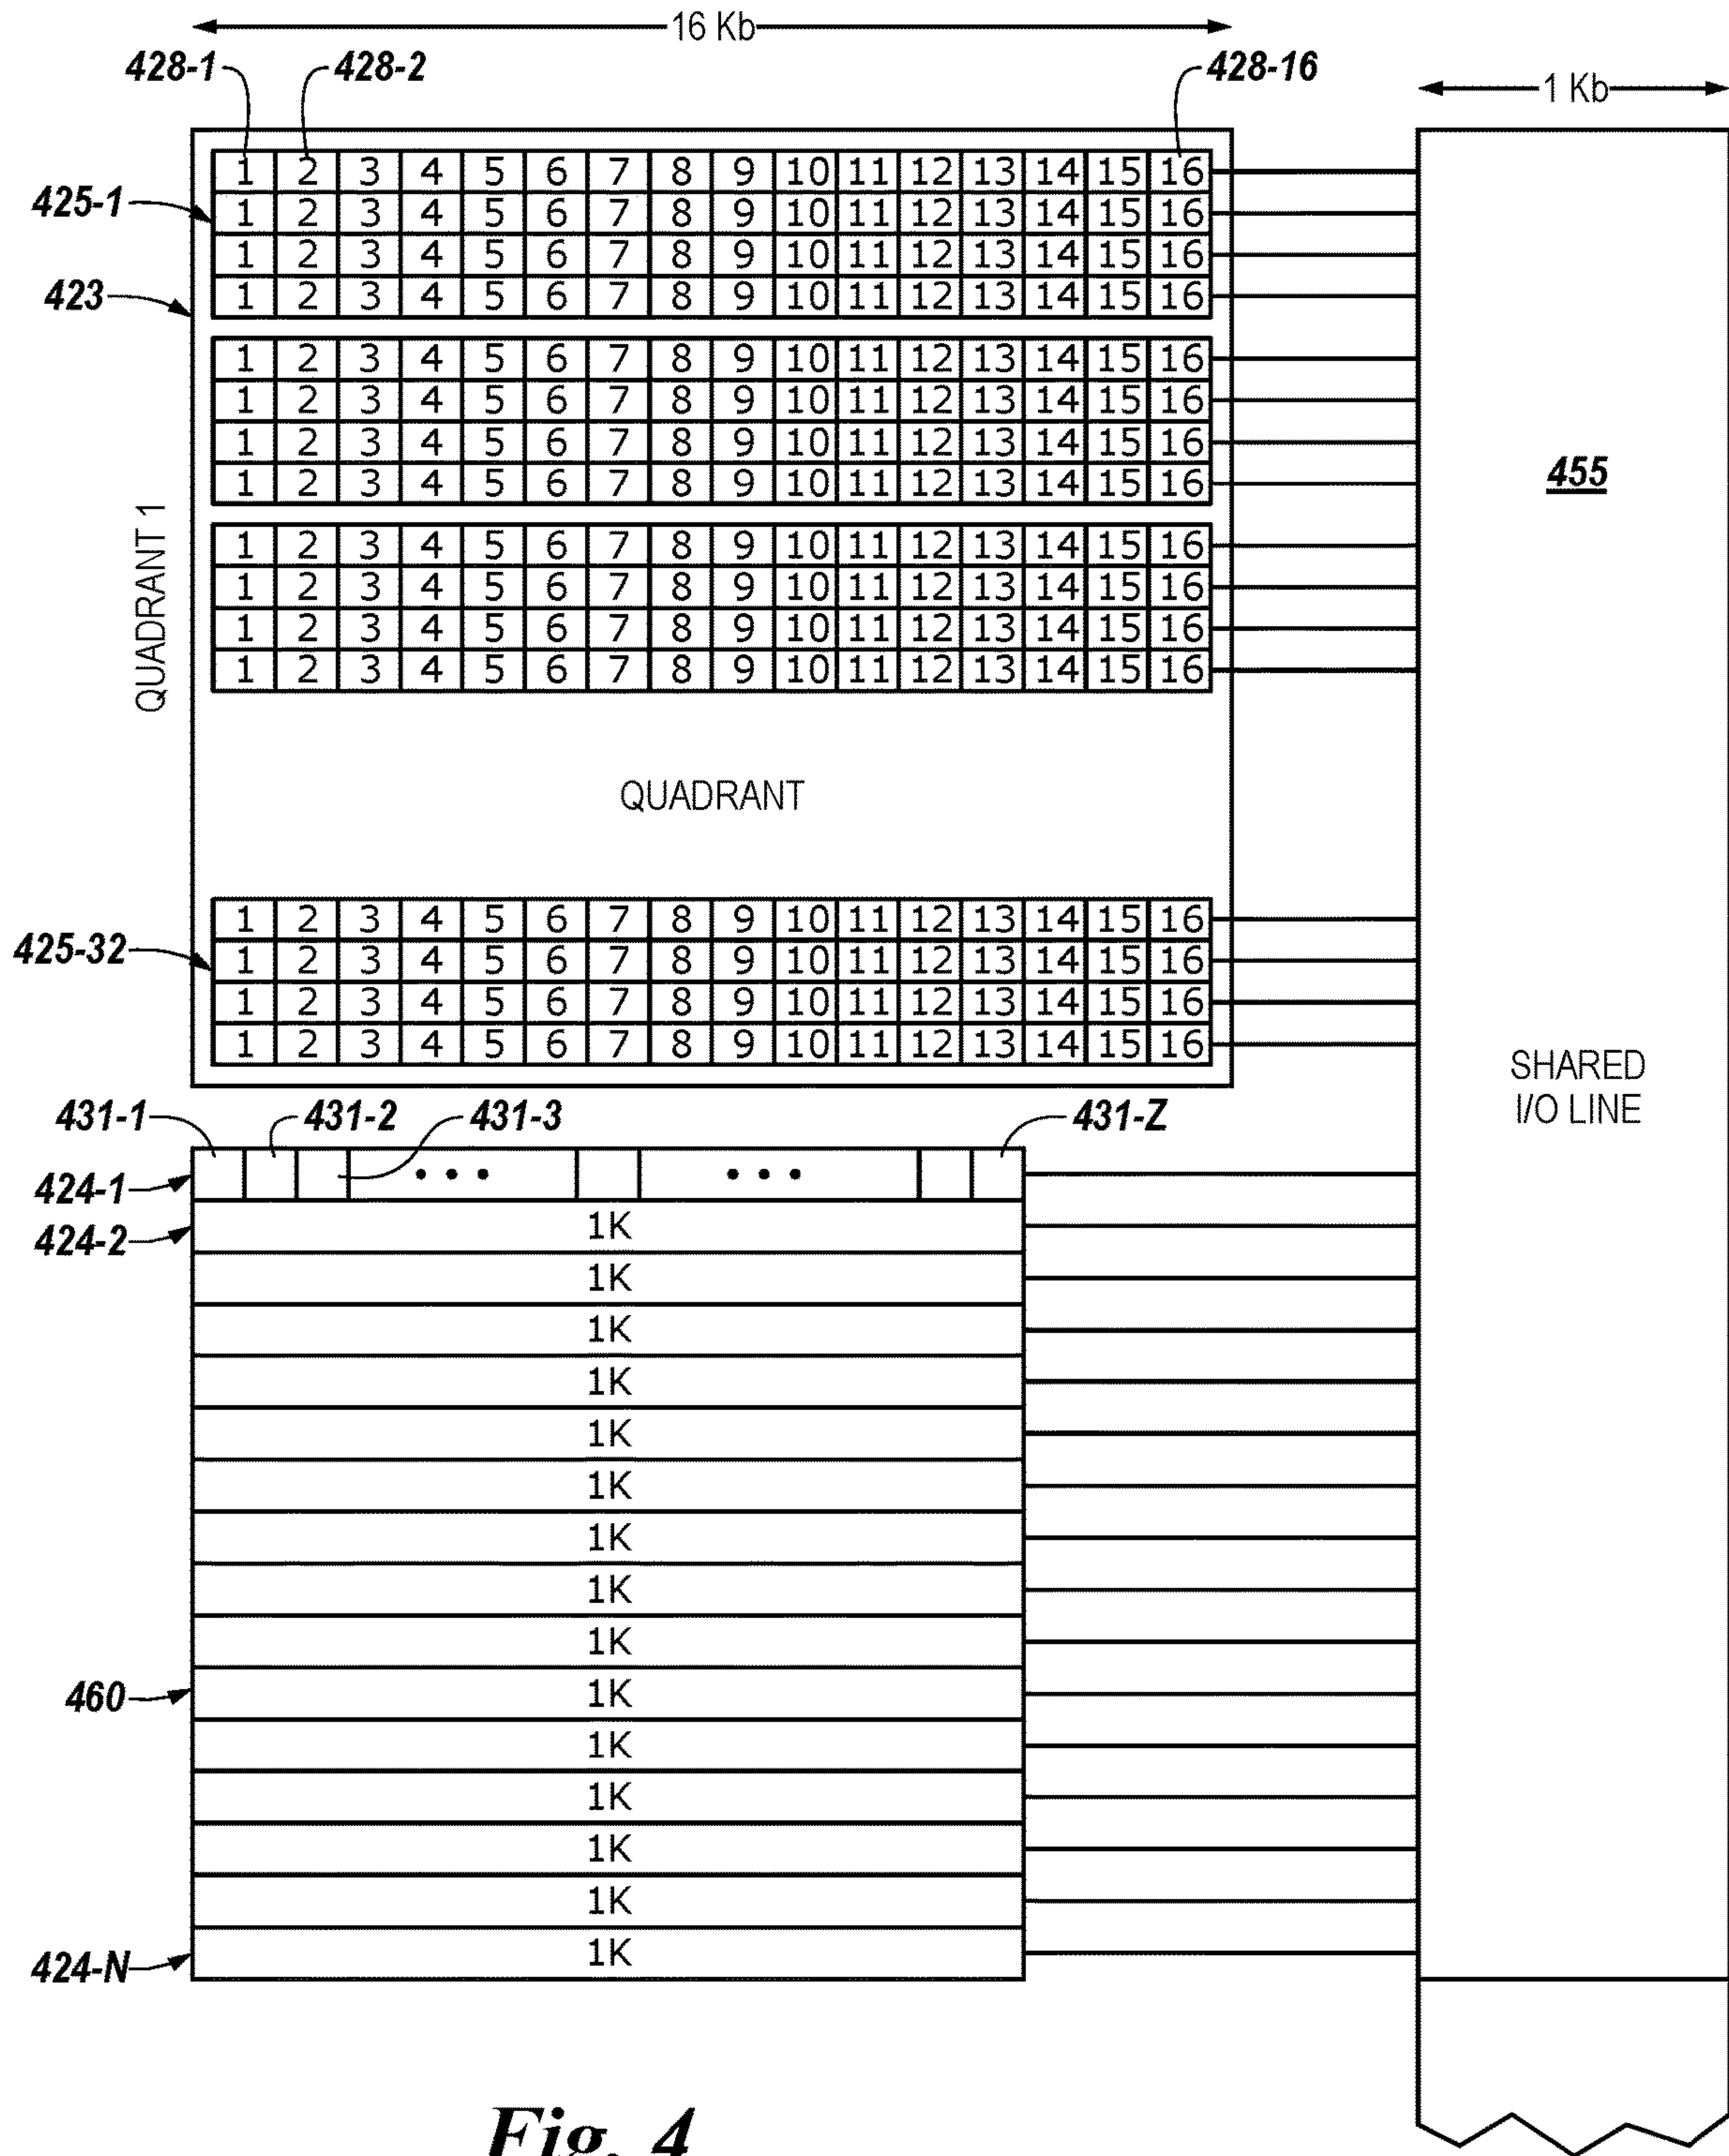 16 Kb
428-1 428-2 428-16
1 Kb
1 2 3 4 5 6 7 8 9 10 11 12 13 14 15 16
425-1
1 2 3 4 5 6 7 8 9 10 11 12 13 14 15 16
1 2 3 4 5 6 7 8 9 10 11 12 13 14 15 16
423
1 2 3 4 5 6 7 8 9 10 11 12 13 14 15 16
1 2 3 4 5 6 7 8 9 10 11 12 13 14 15 16
1 2 3 4 5 6 7 8 9 10 11 12 13 14 15 16
1 2 3 4 5 6 7 8 9 10 11 12 13 14 15 16
1 2 3 4 5 6 7 8 9 10 11 12 13 14 15 16
455
1 2 3 4 5 6 7 8 9 10 11 12 13 14 15 16
1 2 3 4 5 6 7 8 9 10 11 12 13 14 15 16
1 2 3 4 5 6 7 8 9 10 11 12 13 14 15 16
1 2 3 4 5 6 7 8 9 10 11 12 13 14 15 16
QUADRANT 1
QUADRANT
1 2 3 4 5 6 7 8 9 10 11 12 13 14 15 16
425-32
1 2 3 4 5 6 7 8 9 10 11 12 13 14 15 16
1 2 3 4 5 6 7 8 9 10 11 12 13 14 15 16
1 2 3 4 5 6 7 8 9 10 11 12 13 14 15 16
SHARED
I/O LINE
431-1 431-2 431-3 431-Z
424-1 • • • • • •
424-2 1K
1K
1K
1K
1K
1K
1K
1K
1K
460 1K
1K
1K
1K
1K
424-N 1K
Fig. 4